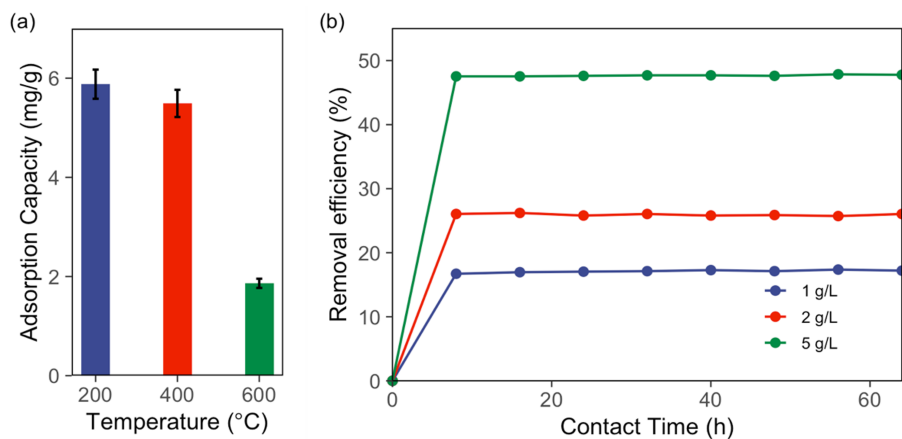 (a)
Adsorption Capacity (mg/g)
6
4
2
0
200 400 600
Temperature (°C)
(b)
Removal efficiency (%)
50
40
30
20
10
0
1 g/L
2 g/L
5 g/L
0 20 40 60
Contact Time (h)